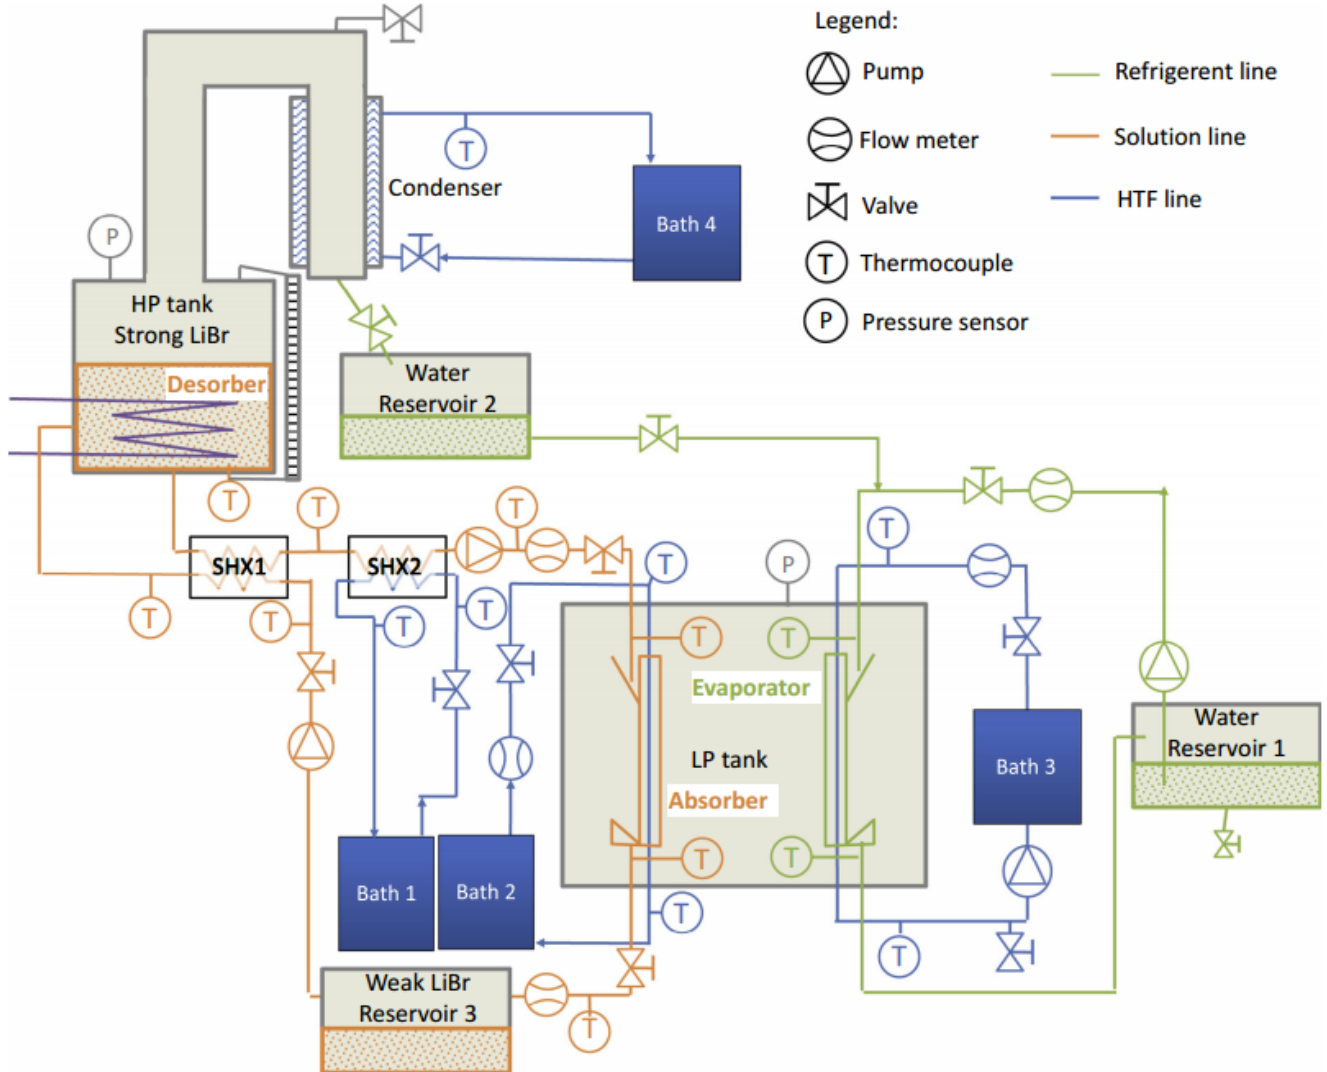 Legend:
Pump
Refrigerent line
Flow meter
Solution line
Valve
HTF line
T
Thermocouple
P
Pressure sensor
T
Condenser
Bath 4
P
HP tank
Strong LiBr
Desorber
Water
Reservoir 2
T
T
T
T
SHX1
SHX2
T
P
T
T
T
T
T
T
T
Evaporator
Water
Reservoir 1
LP tank
Bath 3
Absorber
T
T
Bath 1
Bath 2
T
T
Weak LiBr
Reservoir 3
T